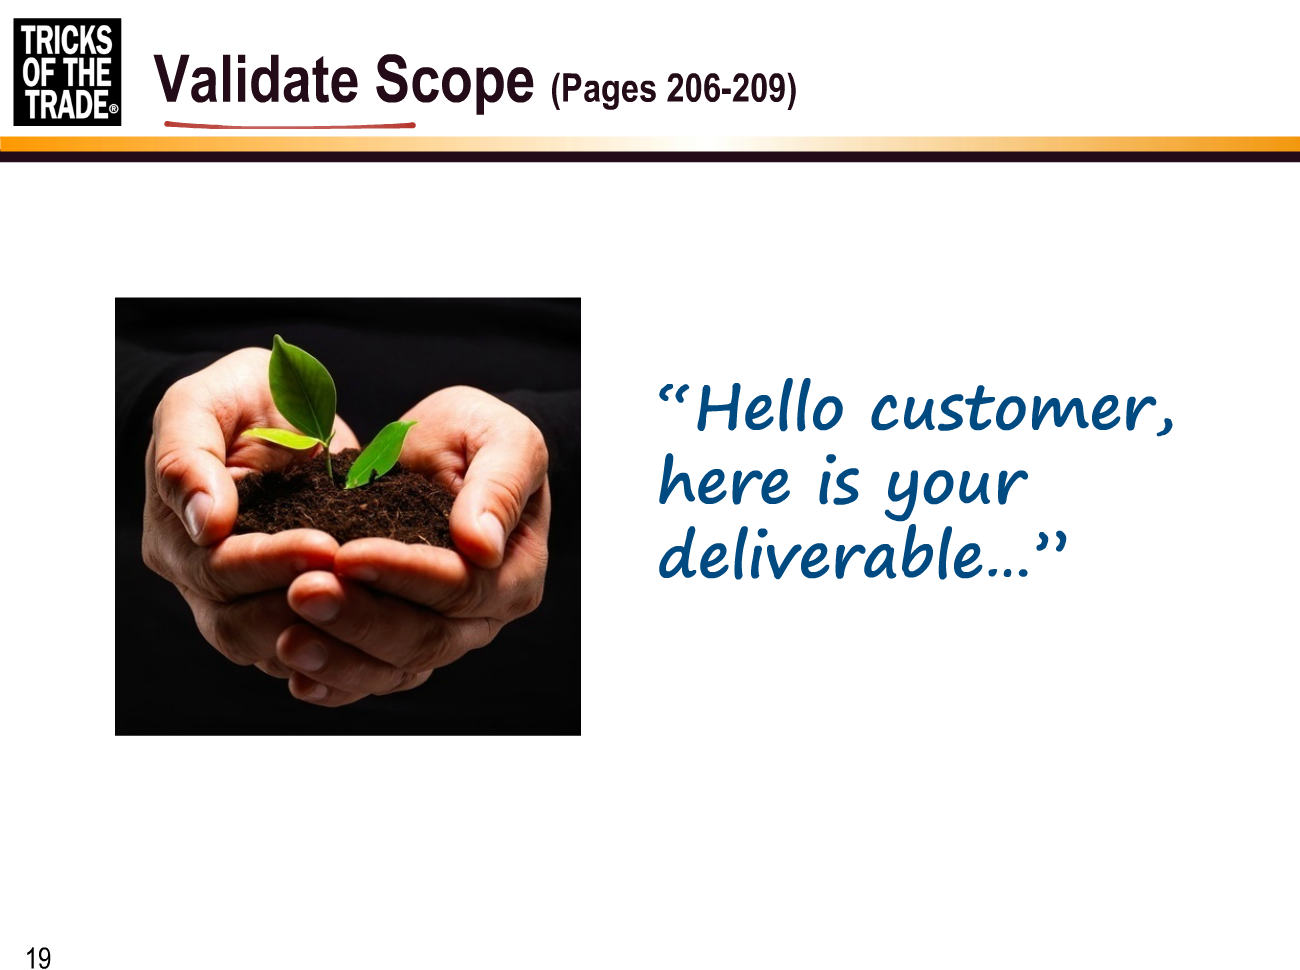 TRICKS
OF THE
TRADE®
Validate Scope (Pages 206-209)
“Hello customer,
here is your
deliverable...”
19